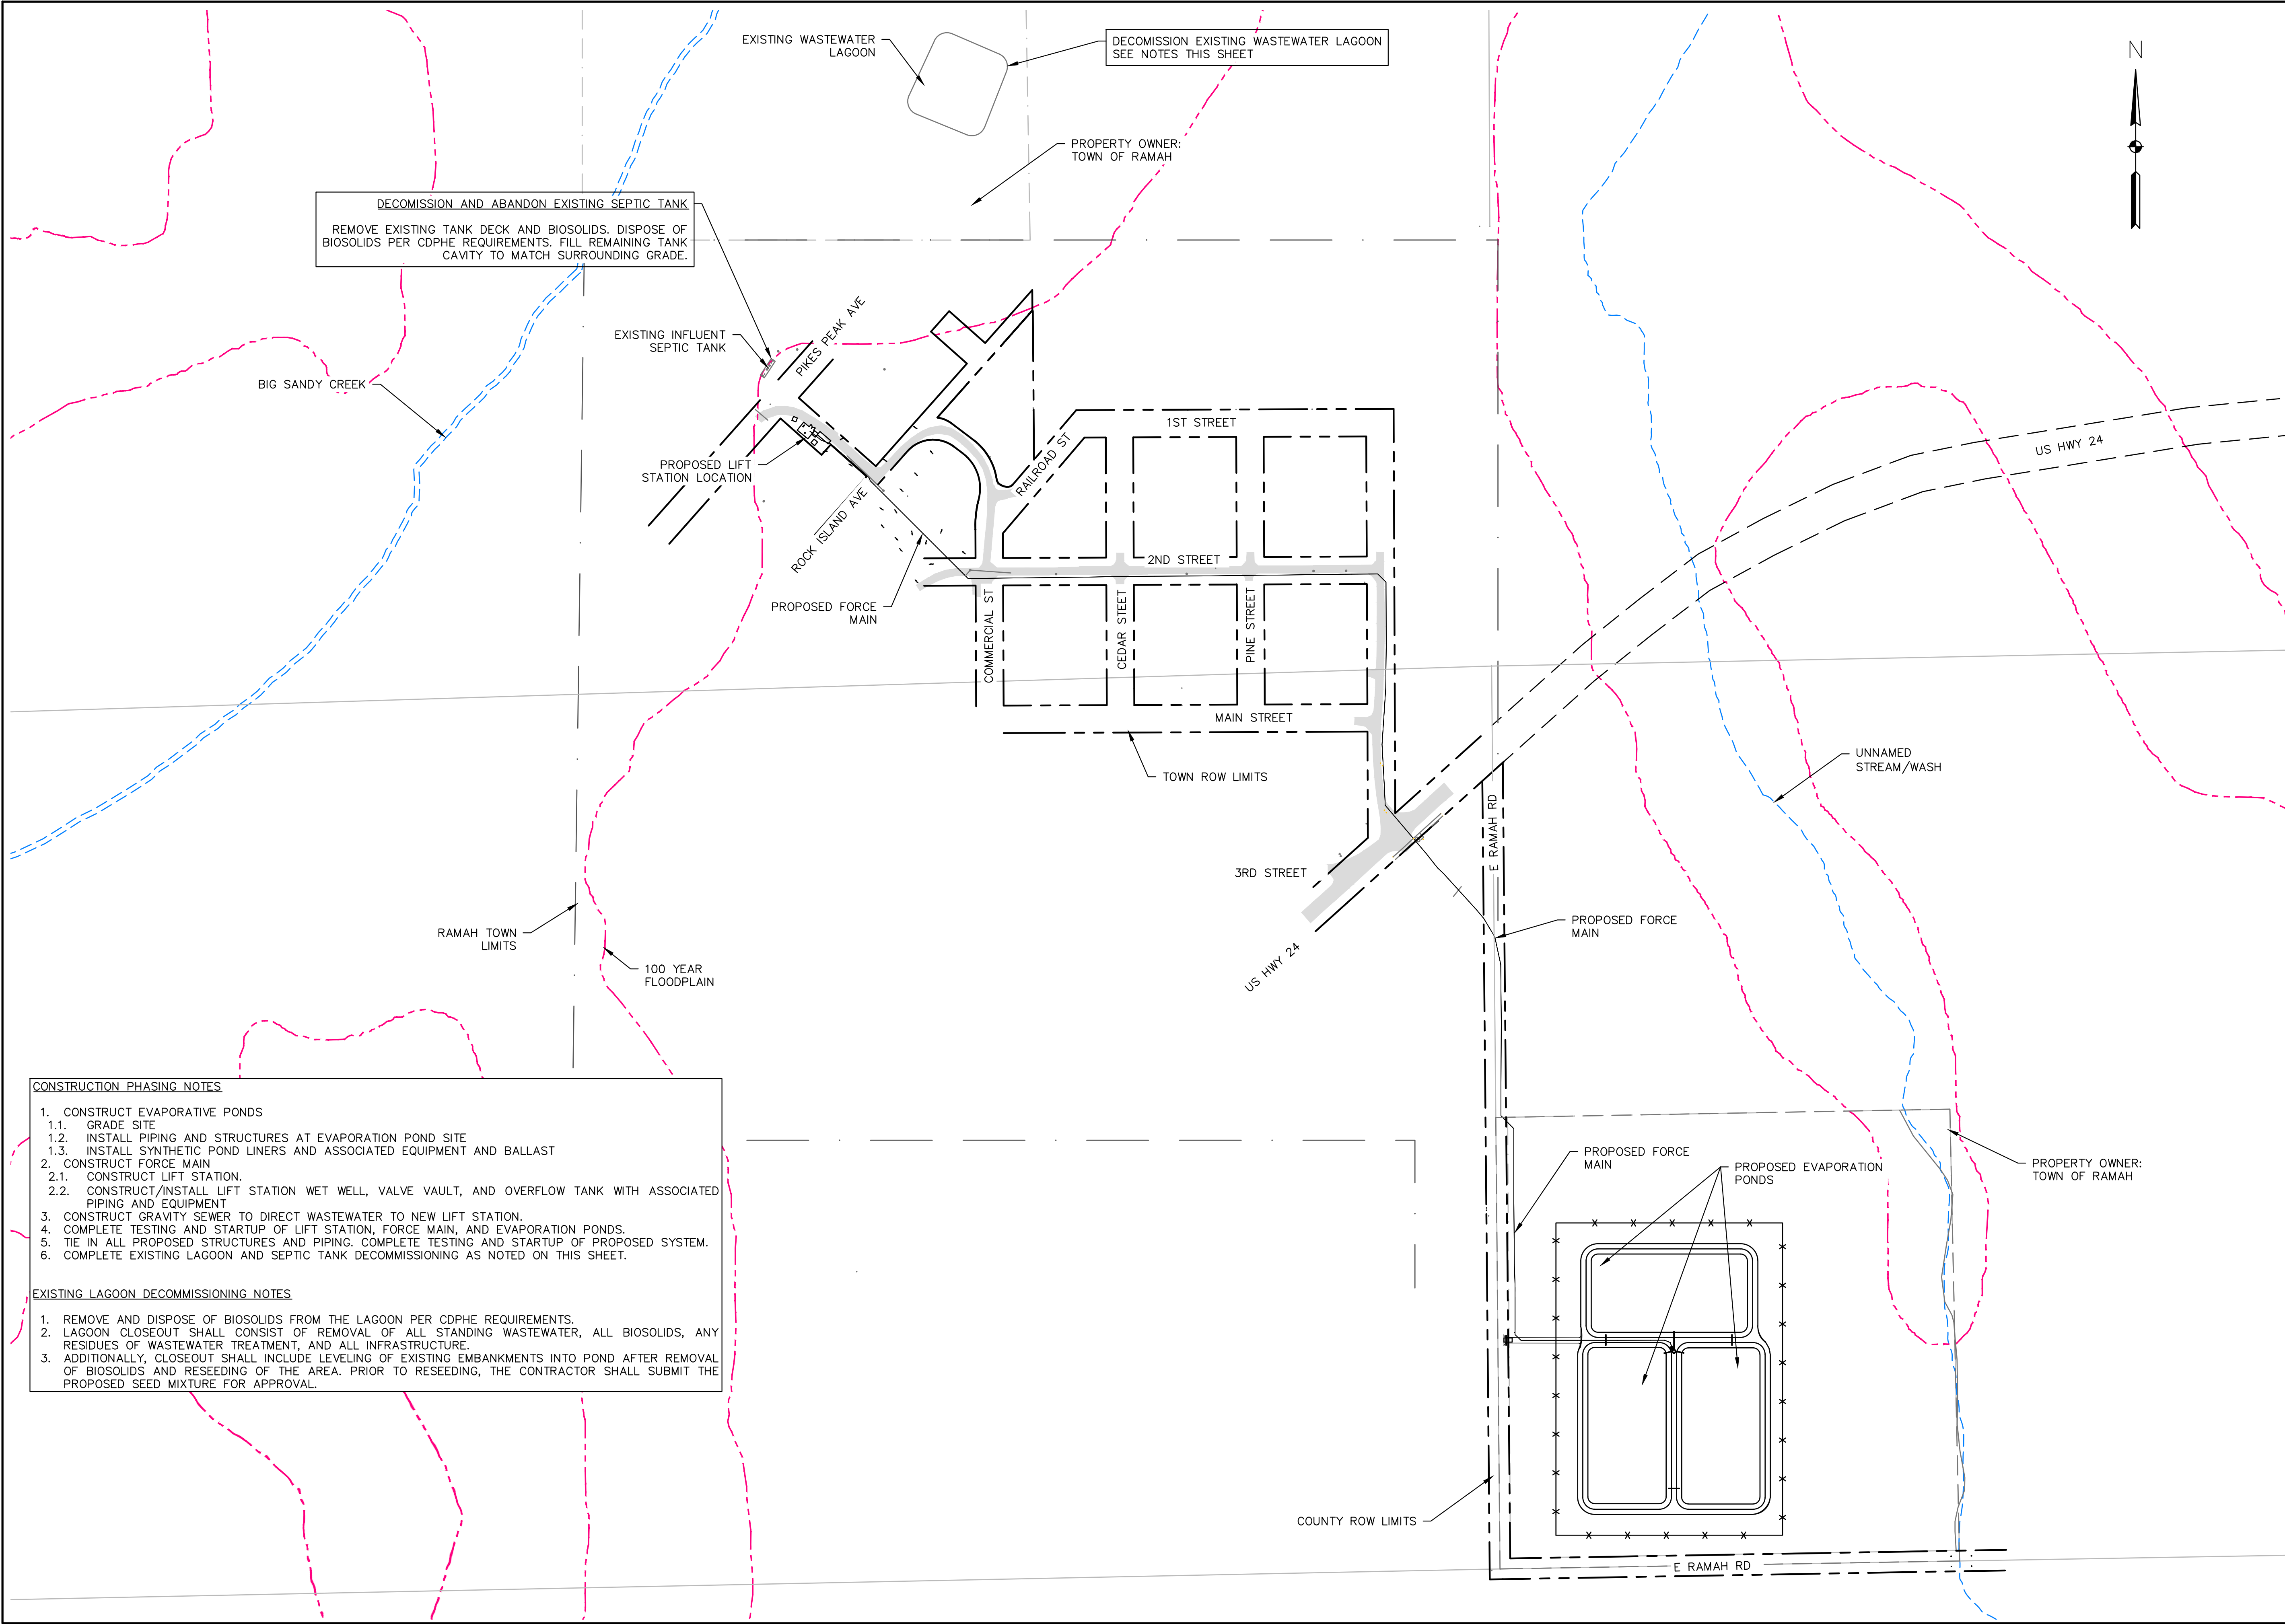 EXISTING WASTEWATER
LAGOON
DECOMISSION EXISTING WASTEWATER LAGOON
SEE NOTES THIS SHEET
N
PROPERTY OWNER:
TOWN OF RAMAH
DECOMISSION AND ABANDON EXISTING SEPTIC TANK
REMOVE EXISTING TANK DECK AND BIOSOLIDS. DISPOSE OF
BIOSOLIDS PER CDPHE REQUIREMENTS. FILL REMAINING TANK
CAVITY TO MATCH SURROUNDING GRADE.
EXISTING INFLUENT
SEPTIC TANK
PIKES PEAK AVE
BIG SANDY CREEK
1ST STREET
RAILROAD ST
US HWY 24
PROPOSED LIFT
STATION LOCATION
ROCK ISLAND AVE
2ND STREET
PROPOSED FORCE
MAIN
COMMERCIAL ST
CEDAR STEET
PINE STREET
MAIN STREET
TOWN ROW LIMITS
UNNAMED
STREAM/WASH
E RAMAH RD
3RD STREET
PROPOSED FORCE
MAIN
RAMAH TOWN
LIMITS
100 YEAR
FLOODPLAIN
US HWY 24
CONSTRUCTION PHASING NOTES
1. CONSTRUCT EVAPORATIVE PONDS
1.1. GRADE SITE
1.2. INSTALL PIPING AND STRUCTURES AT EVAPORATION POND SITE
1.3. INSTALL SYNTHETIC POND LINERS AND ASSOCIATED EQUIPMENT AND BALLAST
2. CONSTRUCT FORCE MAIN
2.1. CONSTRUCT LIFT STATION.
2.2. CONSTRUCT/INSTALL LIFT STATION WET WELL, VALVE VAULT, AND OVERFLOW TANK WITH ASSOCIATED
PIPING AND EQUIPMENT
3. CONSTRUCT GRAVITY SEWER TO DIRECT WASTEWATER TO NEW LIFT STATION.
4. COMPLETE TESTING AND STARTUP OF LIFT STATION, FORCE MAIN, AND EVAPORATION PONDS.
5. TIE IN ALL PROPOSED STRUCTURES AND PIPING. COMPLETE TESTING AND STARTUP OF PROPOSED SYSTEM.
6. COMPLETE EXISTING LAGOON AND SEPTIC TANK DECOMMISSIONING AS NOTED ON THIS SHEET.
EXISTING LAGOON DECOMMISSIONING NOTES
1. REMOVE AND DISPOSE OF BIOSOLIDS FROM THE LAGOON PER CDPHE REQUIREMENTS.
2. LAGOON CLOSEOUT SHALL CONSIST OF REMOVAL OF ALL STANDING WASTEWATER, ALL BIOSOLIDS, ANY
RESIDUES OF WASTEWATER TREATMENT, AND ALL INFRASTRUCTURE.
3. ADDITIONALLY, CLOSEOUT SHALL INCLUDE LEVELING OF EXISTING EMBANKMENTS INTO POND AFTER REMOVAL
OF BIOSOLIDS AND RESEEDING OF THE AREA. PRIOR TO RESEEDING, THE CONTRACTOR SHALL SUBMIT THE
PROPOSED SEED MIXTURE FOR APPROVAL.
PROPOSED FORCE
MAIN
PROPOSED EVAPORATION
PONDS
PROPERTY OWNER:
TOWN OF RAMAH
COUNTY ROW LIMITS
E RAMAH RD